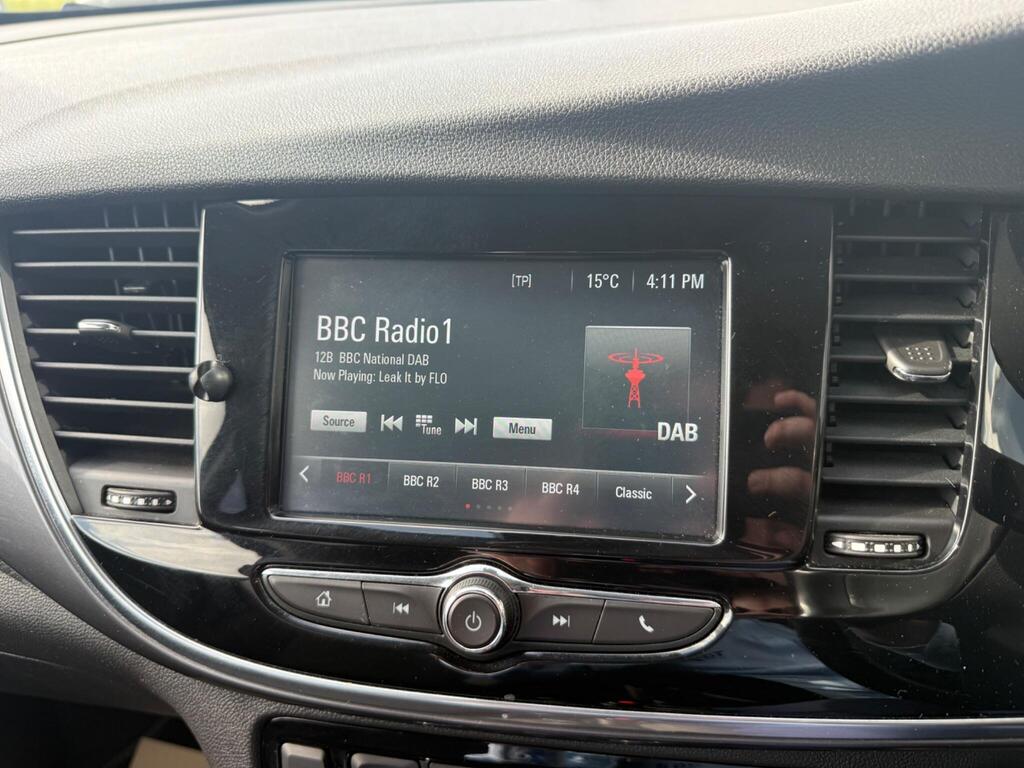 [TP] 15°C 4:11 PM
BBC Radio1
12B BBC National DAB
Now Playing: Leak It by FLO
Source Tune Menu
DAB
BBC R1 BBC R2 BBC R3 BBC R4 Classic